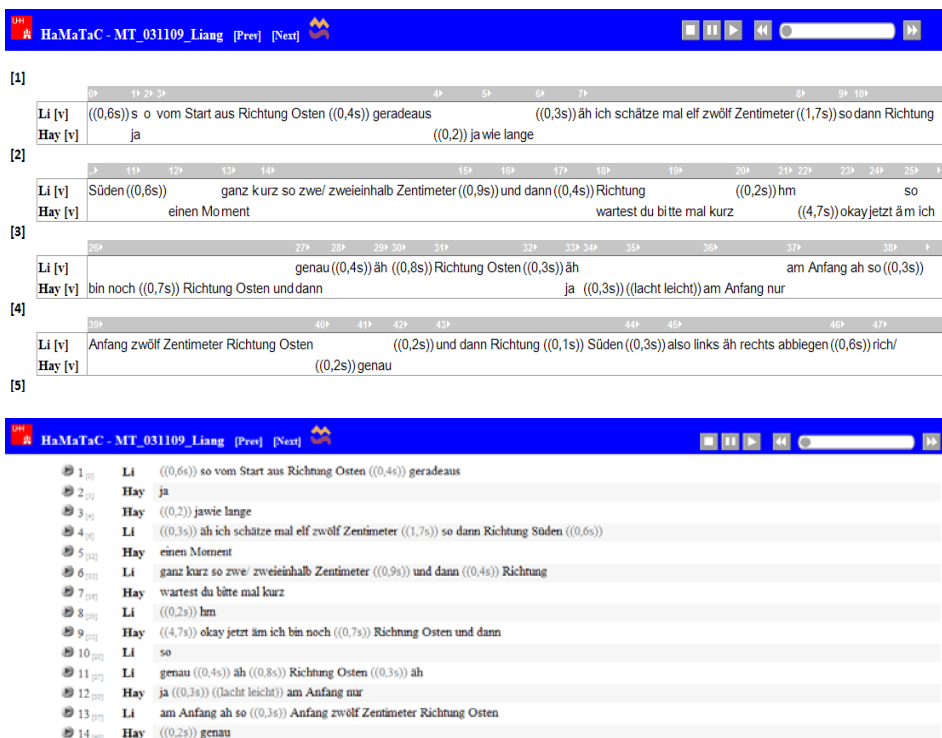 UHH
HaMaTaC - MT_031109_Liang [Prev] [Next]
[1]
0 1 2 3 4 5 6 7 8 9 10
Li [v] ((0,6s)) s o vom Start aus Richtung Osten ((0,4s)) geradeaus ((0,3s)) äh ich schätze mal elf zwölf Zentimeter ((1,7s)) so dann Richtung
Hay [v] ja ((0,2)) ja wie lange
[2]
.. 11 12 13 14 15 16 17 18 19 20 21 22 23 24 25
Li [v] Süden ((0,6s)) ganz kurz so zwe/ zweieinhalb Zentimeter ((0,9s)) und dann ((0,4s)) Richtung ((0,2s)) hm so
Hay [v] einen Moment wartest du bitte mal kurz ((4,7s)) okay jetzt äm ich
[3]
26 27 28 29 30 31 32 33 34 35 36 37 38
Li [v] genau ((0,4s)) äh ((0,8s)) Richtung Osten ((0,3s)) äh am Anfang ah so ((0,3s))
Hay [v] bin noch ((0,7s)) Richtung Osten und dann ja ((0,3s)) ((lacht leicht)) am Anfang nur
[4]
39 40 41 42 43 44 45 46 47
Li [v] Anfang zwölf Zentimeter Richtung Osten ((0,2s)) und dann Richtung ((0,1s)) Süden ((0,3s)) also links äh rechts abbiegen ((0,6s)) rich/
Hay [v] ((0,2s)) genau
[5]
UHH
HaMaTaC - MT_031109_Liang [Prev] [Next]
1 Li ((0,6s)) so vom Start aus Richtung Osten ((0,4s)) geradeaus
2 Hay ja
3 Hay ((0,2)) jawie lange
4 Li ((0,3s)) äh ich schätze mal elf zwölf Zentimeter ((1,7s)) so dann Richtung Süden ((0,6s))
5 Hay einen Moment
6 Li ganz kurz so zwe/ zweieinhalb Zentimeter ((0,9s)) und dann ((0,4s)) Richtung
7 Hay wartest du bitte mal kurz
8 Li ((0,2s)) hm
9 Hay ((4,7s)) okay jetzt äm ich bin noch ((0,7s)) Richtung Osten und dann
10 Li so
11 Li genau ((0,4s)) äh ((0,8s)) Richtung Osten ((0,3s)) äh
12 Hay ja ((0,3s)) ((lacht leicht)) am Anfang nur
13 Li am Anfang ah so ((0,3s)) Anfang zwölf Zentimeter Richtung Osten
14 Hay ((0,2s)) genau